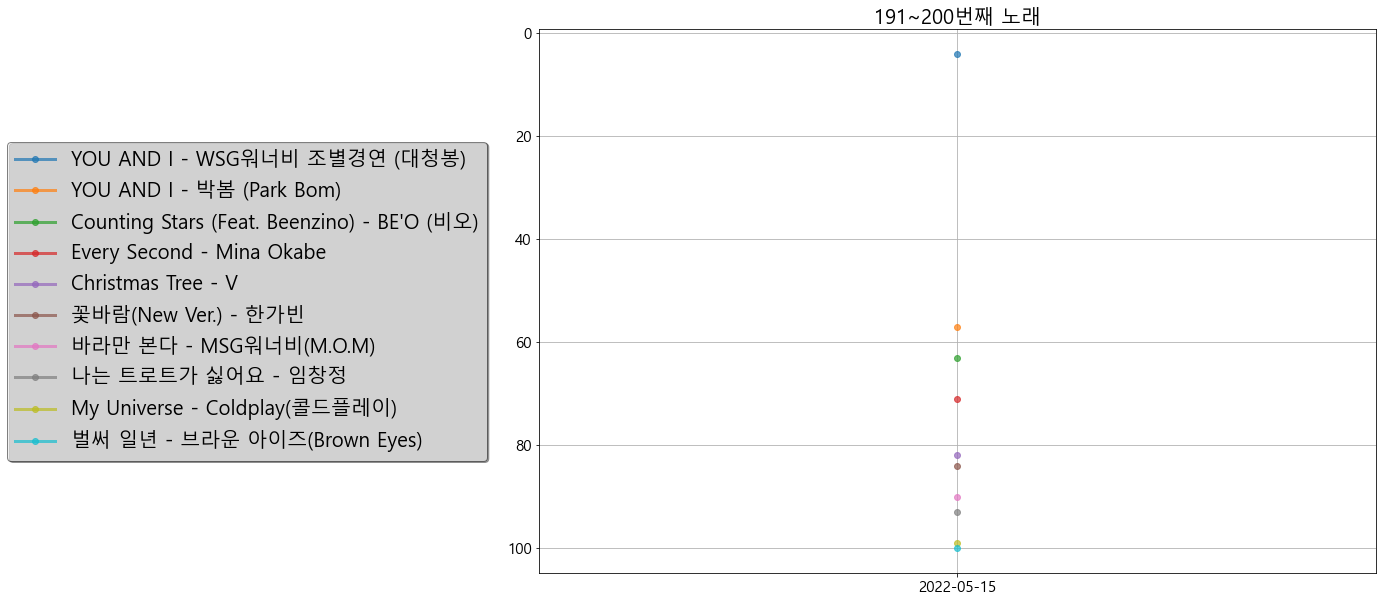 191~200번째 노래
0
20
40
60
80
100
2022-05-15
YOU AND I - WSG워너비 조별경연 (대청봉)
YOU AND I - 박봄 (Park Bom)
Counting Stars (Feat. Beenzino) - BE'O (비오)
Every Second - Mina Okabe
Christmas Tree - V
꽃바람(New Ver.) - 한가빈
바라만 본다 - MSG워너비(M.O.M)
나는 트로트가 싫어요 - 임창정
My Universe - Coldplay(콜드플레이)
벌써 일년 - 브라운 아이즈(Brown Eyes)